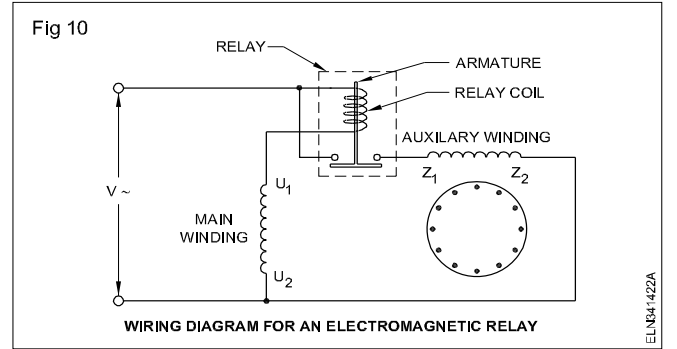 Fig 10
RELAY
ARMATURE
RELAY COIL
AUXILARY WINDING
Z1 Z2
V ~
U1
MAIN
WINDING
U2
WIRING DIAGRAM FOR AN ELECTROMAGNETIC RELAY
ELN341422A